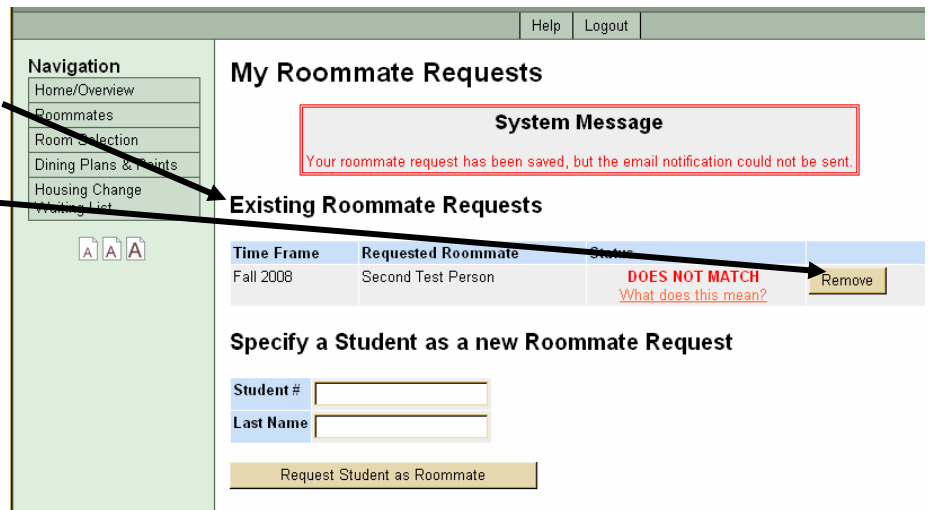 Help Logout
Navigation
Home/Overview
Roommates
Room Selection
Dining Plans & Points
Housing Change
Waiting List
A A A
My Roommate Requests
System Message
Your roommate request has been saved, but the email notification could not be sent.
Existing Roommate Requests
Time Frame Requested Roommate Status
Fall 2008 Second Test Person DOES NOT MATCH Remove
What does this mean?
Specify a Student as a new Roommate Request
Student #
Last Name
Request Student as Roommate